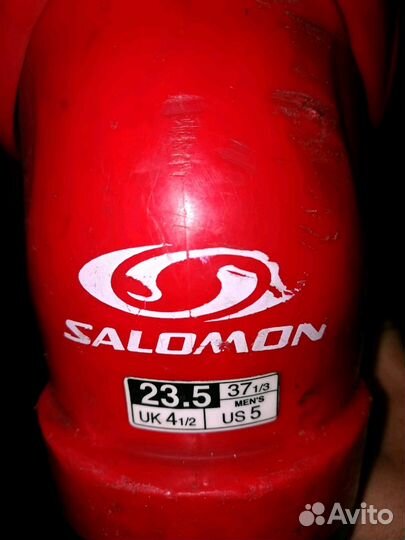 SALOMON
23.5 37 1/3
MEN'S
UK 4 1/2 US 5
Avito